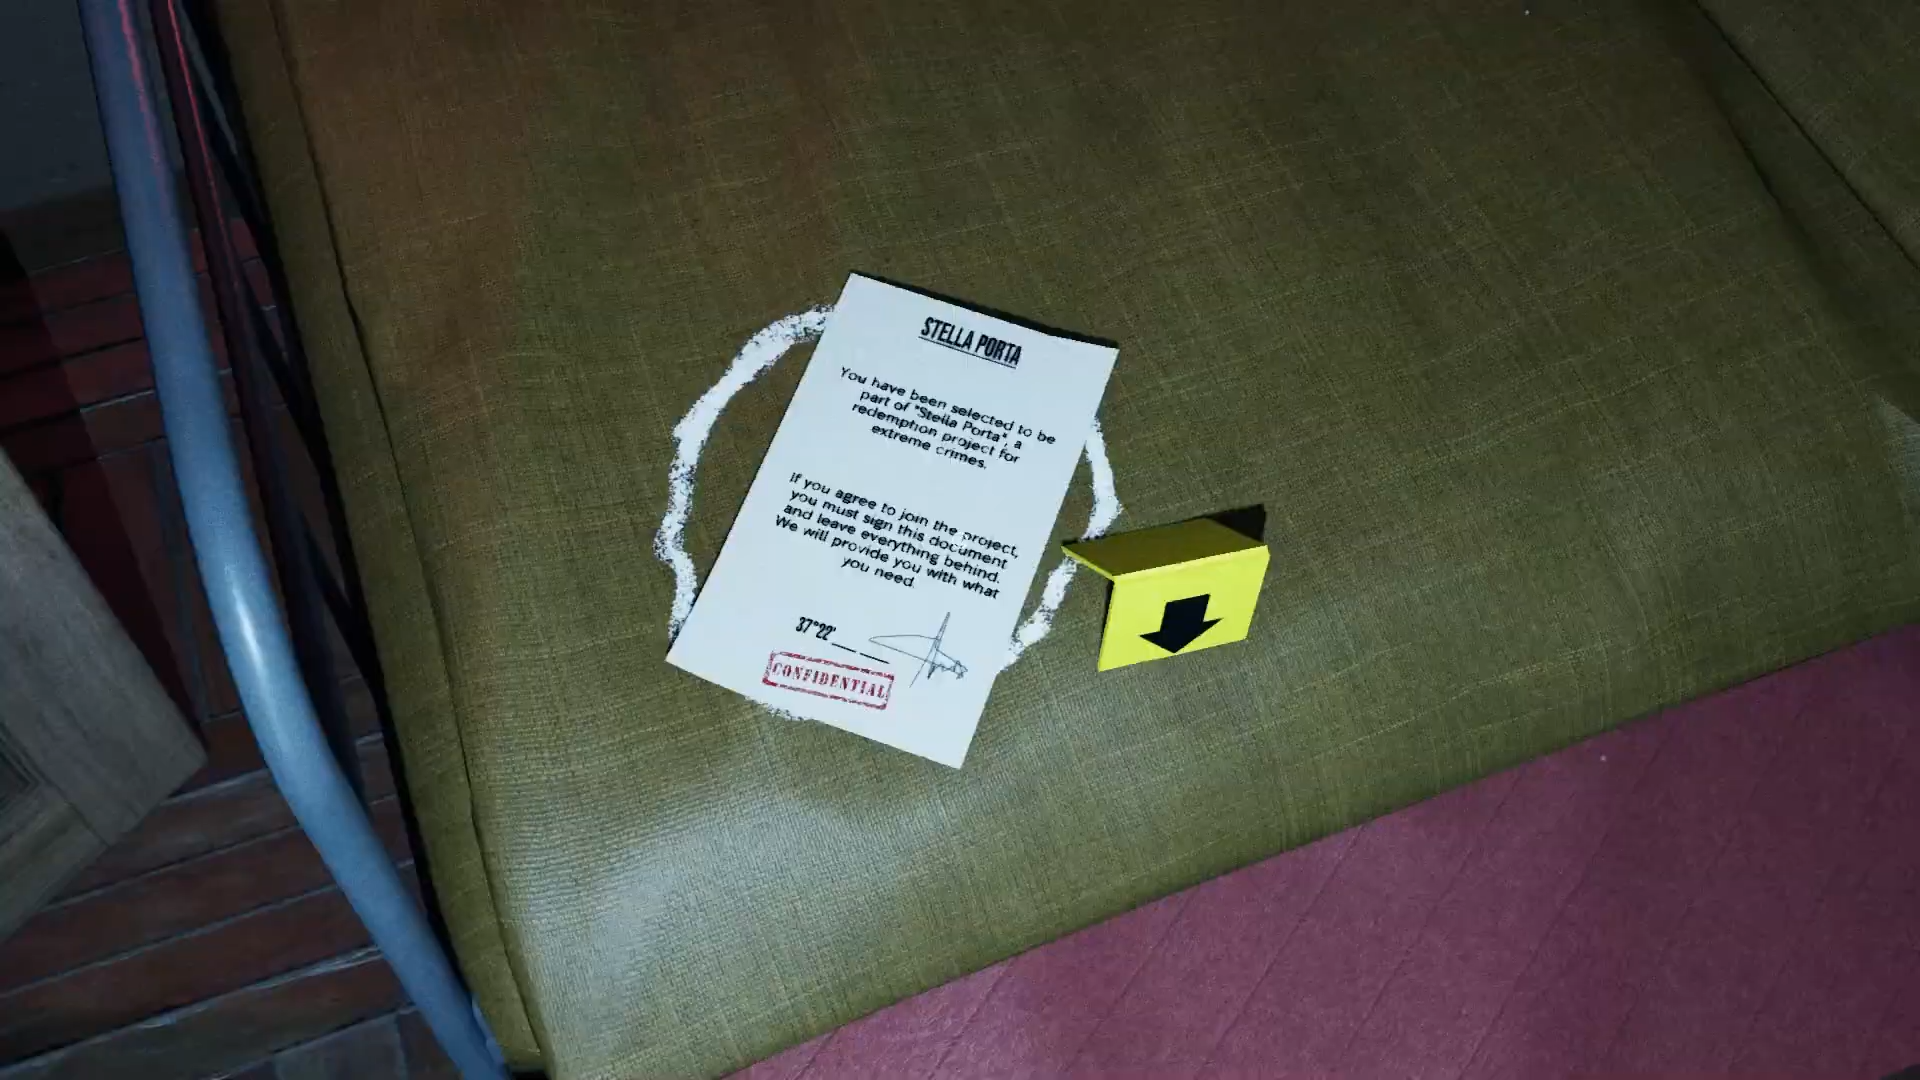 STELLA PORTA
You have been selected to be
part of "Stella Porta", a
redemption project for
extreme crimes.
If you agree to join the project,
you must sign this document
and leave everything behind.
We will provide you with what
you need.
37°22'_ _
CONFIDENTIAL